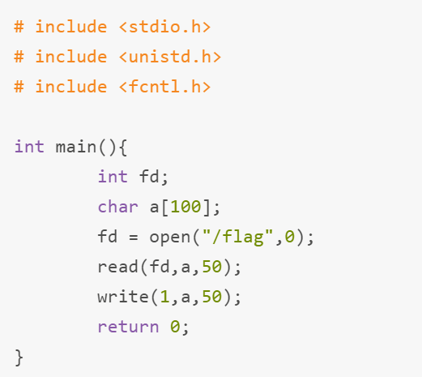 # include <stdio.h>
# include <unistd.h>
# include <fcntl.h>
int main(){
int fd;
char a[100];
fd = open("/flag",0);
read(fd,a,50);
write(1,a,50);
return 0;
}